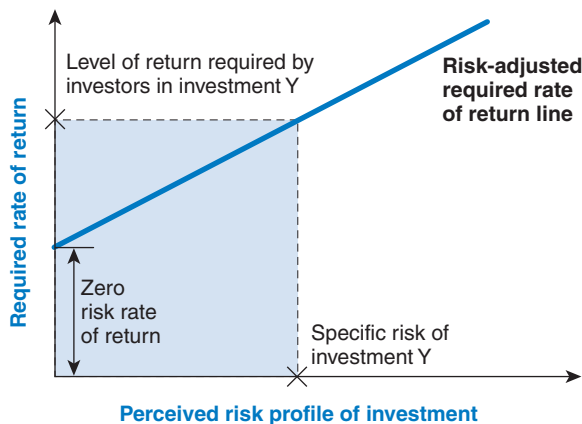 Level of return required by
investors in investment Y
Risk-adjusted
required rate
of return line
Required rate of return
Zero
risk rate
of return
Specific risk of
investment Y
Perceived risk profile of investment